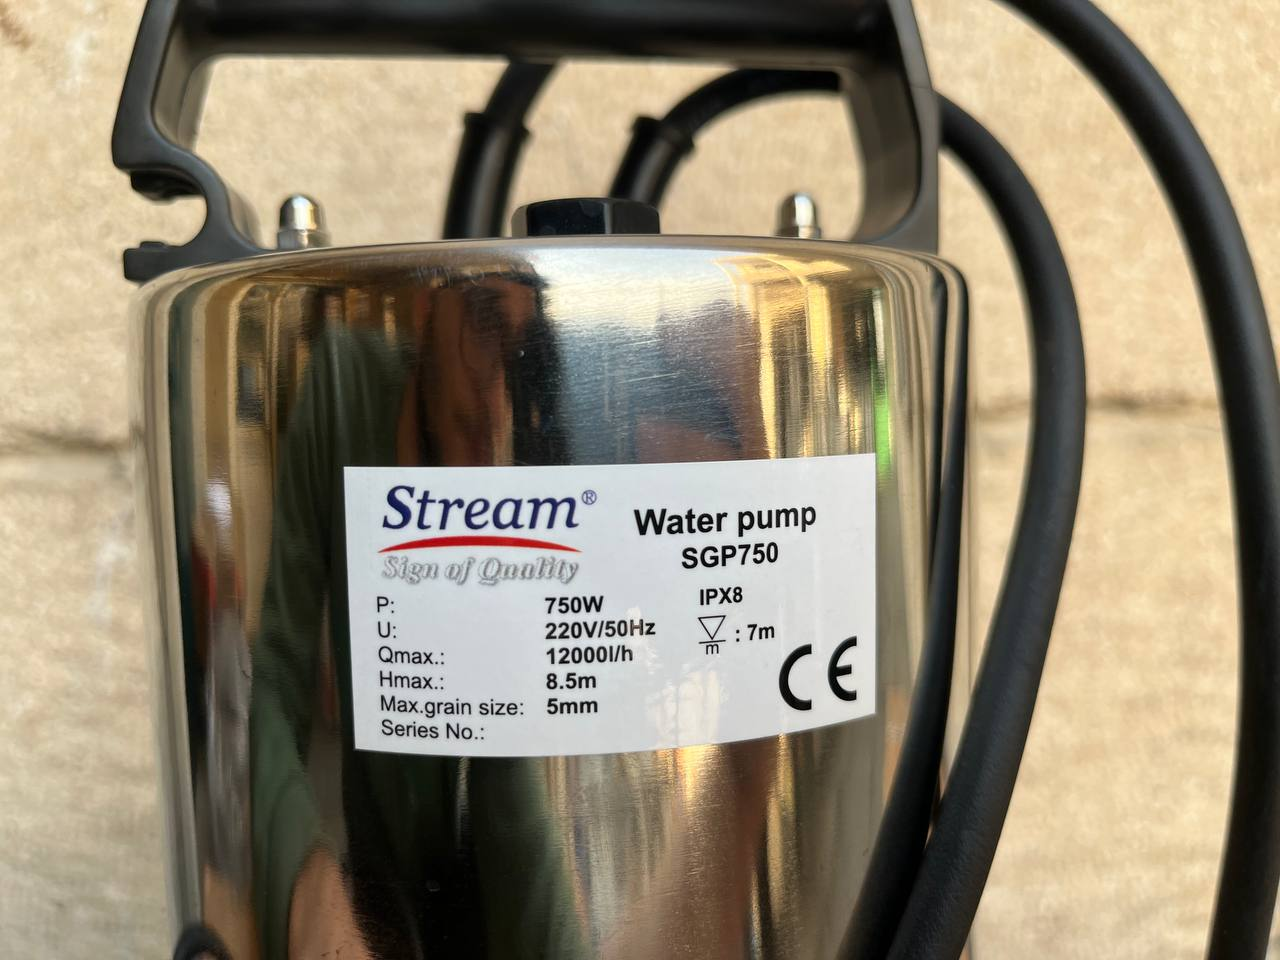 Stream®
Sign of Quality
Water pump
SGP750
P: 750W
U: 220V/50Hz
Qmax.: 12000l/h
Hmax.: 8.5m
Max.grain size: 5mm
Series No.:
IPX8
m : 7m
CE